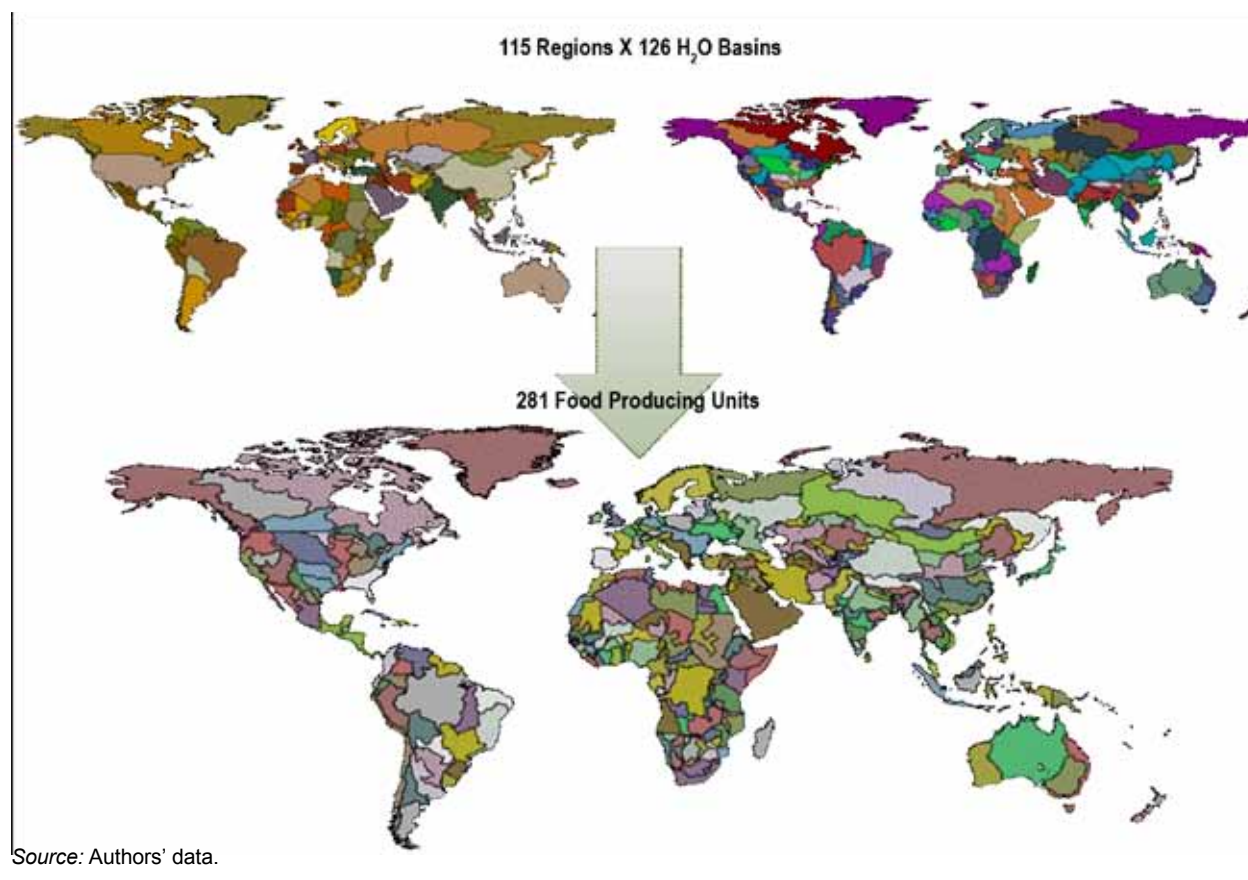 115 Regions X 126 H₂O Basins
281 Food Producing Units
Source: Authors' data.